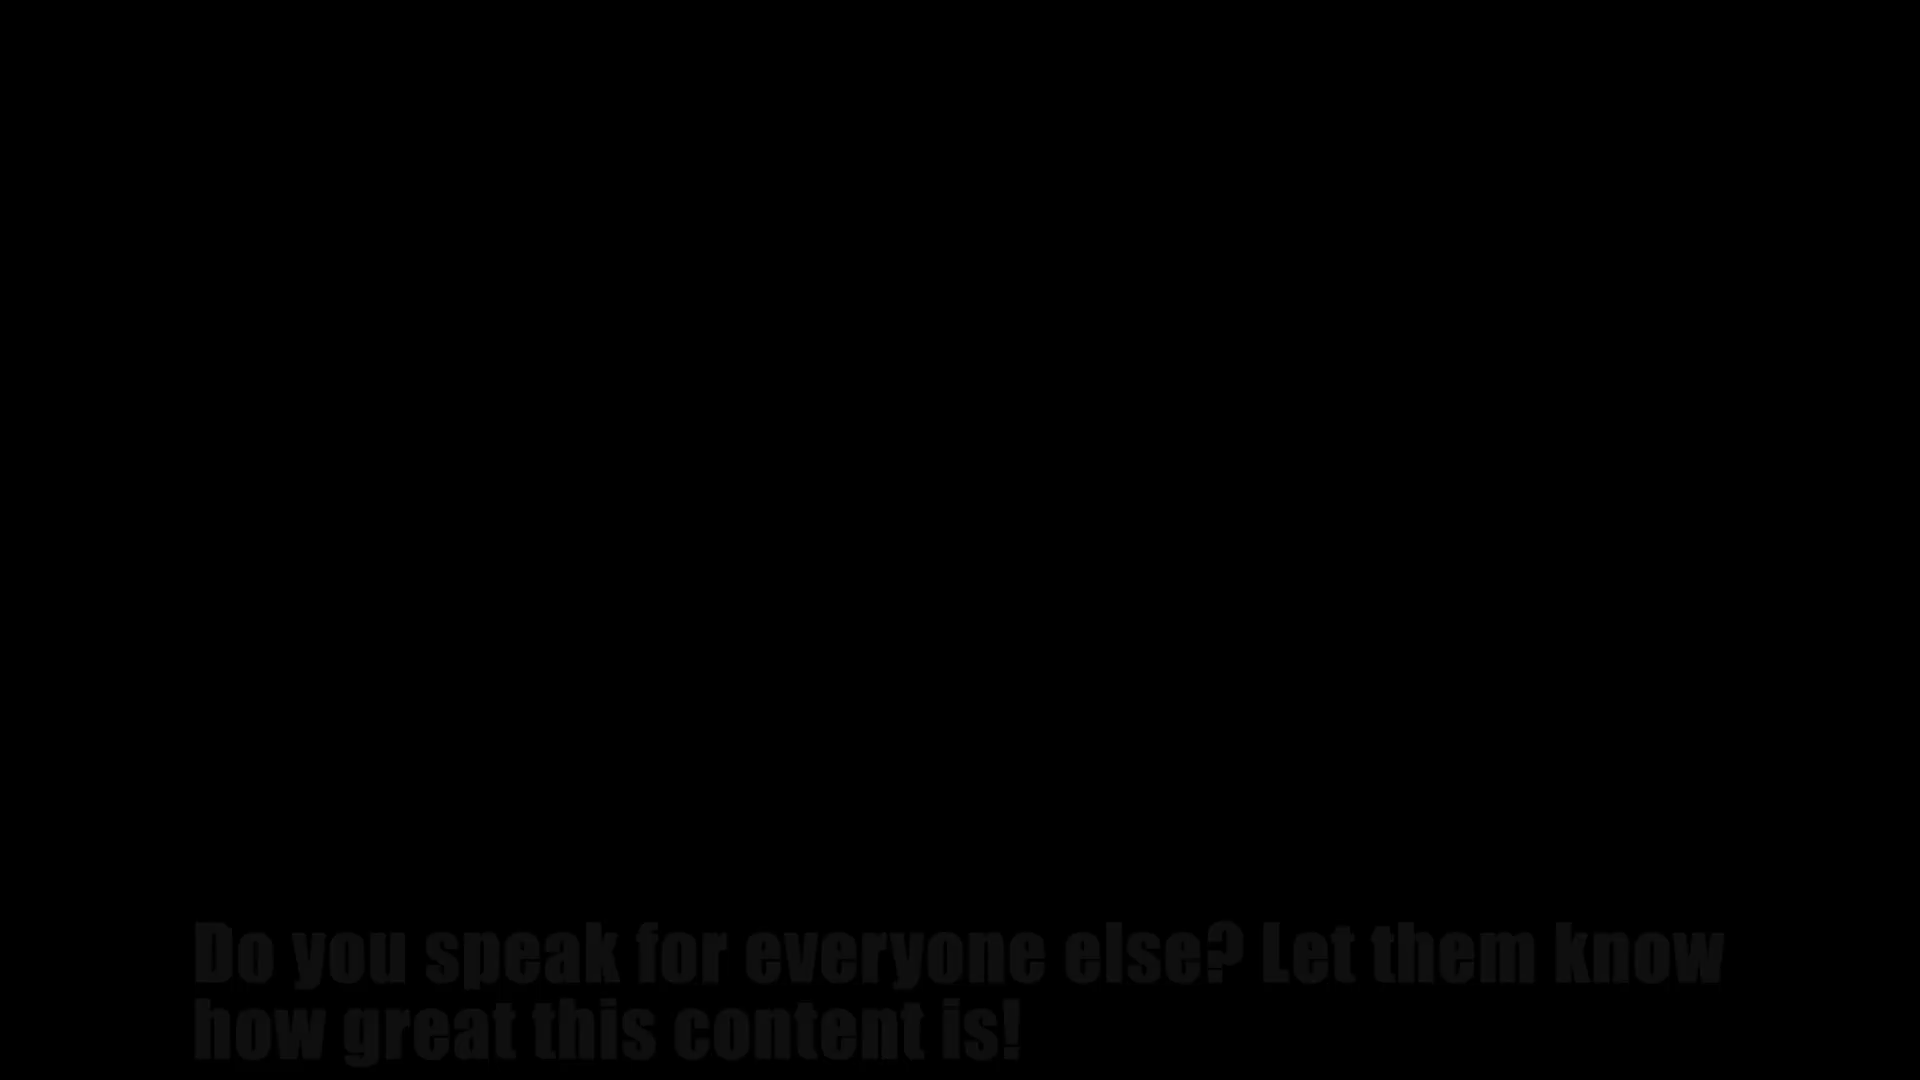 Do you speak for everyone else? Let them know
how great this content is!